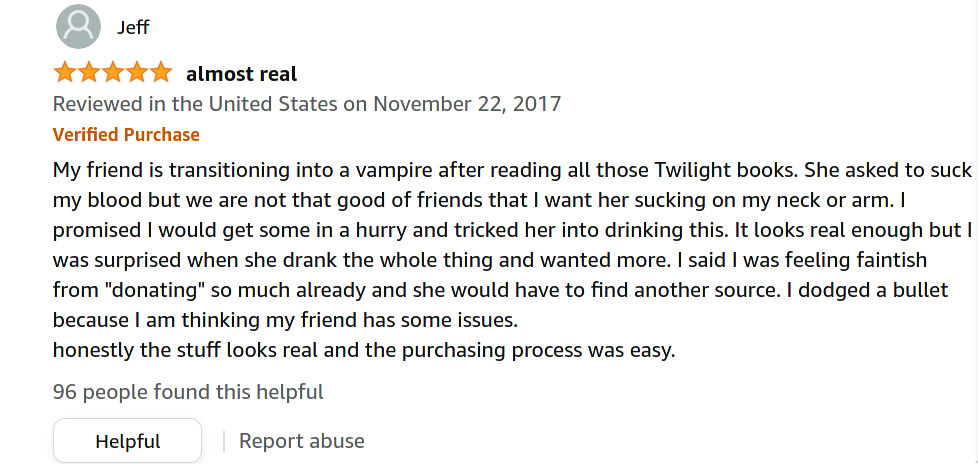 Jeff
almost real
Reviewed in the United States on November 22, 2017
Verified Purchase
My friend is transitioning into a vampire after reading all those Twilight books. She asked to suck
my blood but we are not that good of friends that I want her sucking on my neck or arm. I
promised I would get some in a hurry and tricked her into drinking this. It looks real enough but I
was surprised when she drank the whole thing and wanted more. I said I was feeling faintish
from "donating" so much already and she would have to find another source. I dodged a bullet
because I am thinking my friend has some issues.
honestly the stuff looks real and the purchasing process was easy.
96 people found this helpful
Helpful
Report abuse